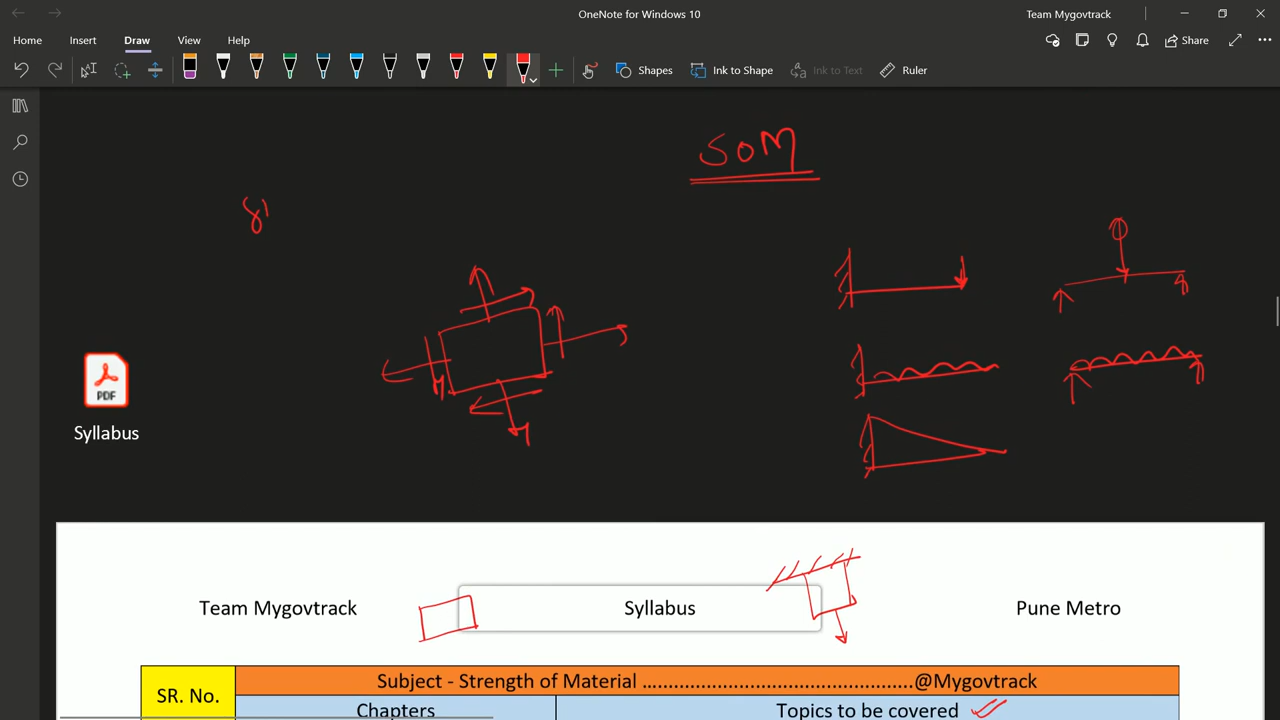 OneNote for Windows 10
Team Mygovtrack
Home Insert Draw View Help
Share
Shapes
Ink to Shape
Ink to Text
Ruler
SOM
PDF
Syllabus
Team Mygovtrack
Syllabus
Pune Metro
SR. No.
Subject - Strength of Material ................................................@Mygovtrack
Chapters
Topics to be covered